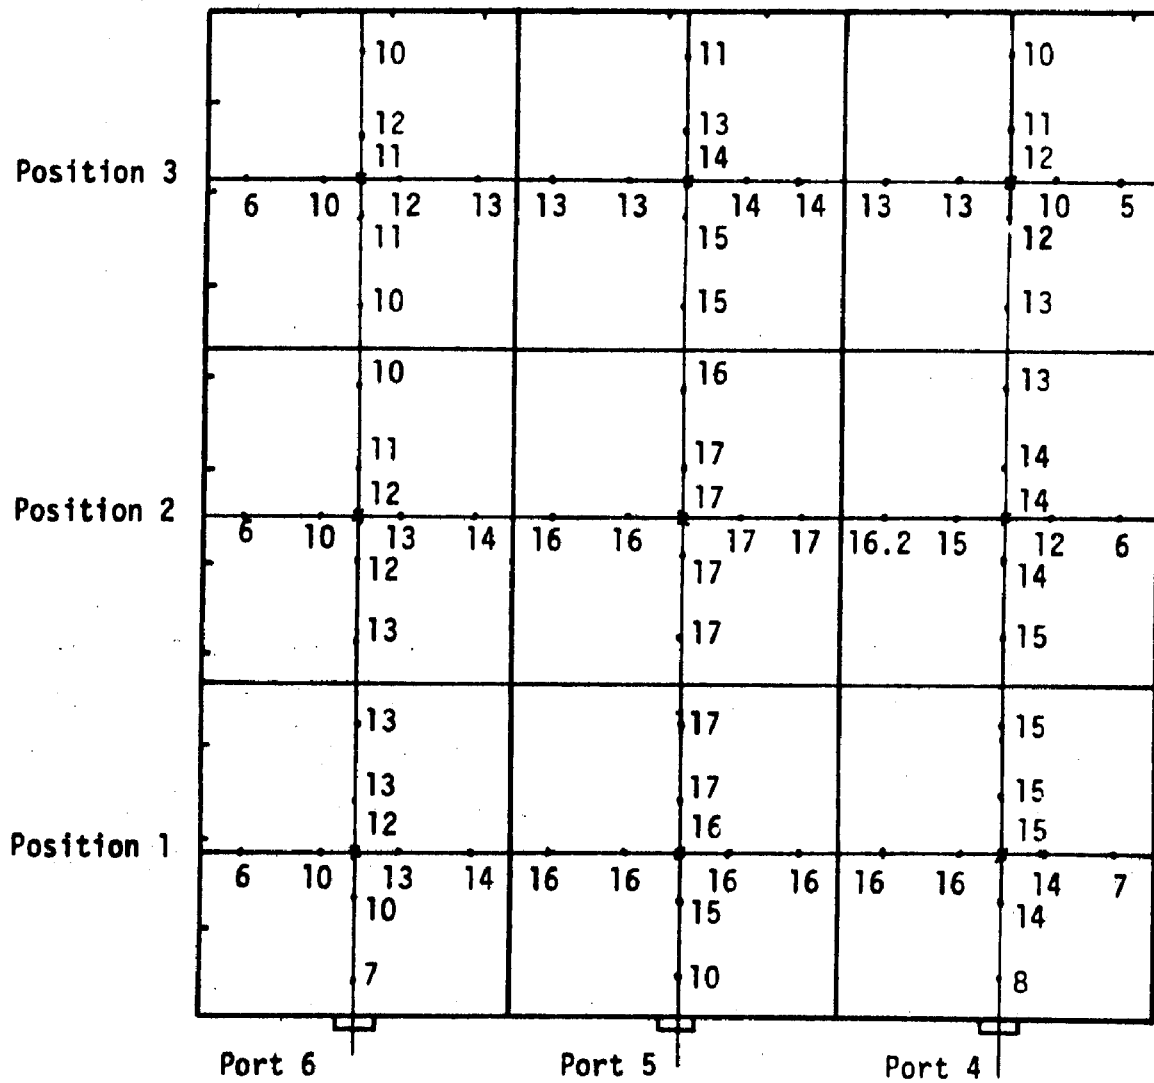 10 11 10
12 13 11
11 14 12
Position 3
6 10 12 13 13 13 14 14 13 13 10 5
11 15 12
10 15 13
10 16 13
11 17 14
12 17 14
Position 2
6 10 13 14 16 16 17 17 16.2 15 12 6
12 17 14
13 17 15
13 17 15
13 17 15
12 16 15
Position 1
6 10 13 14 16 16 16 16 16 16 14 7
10 15 14
7 10 8
Port 6 Port 5 Port 4